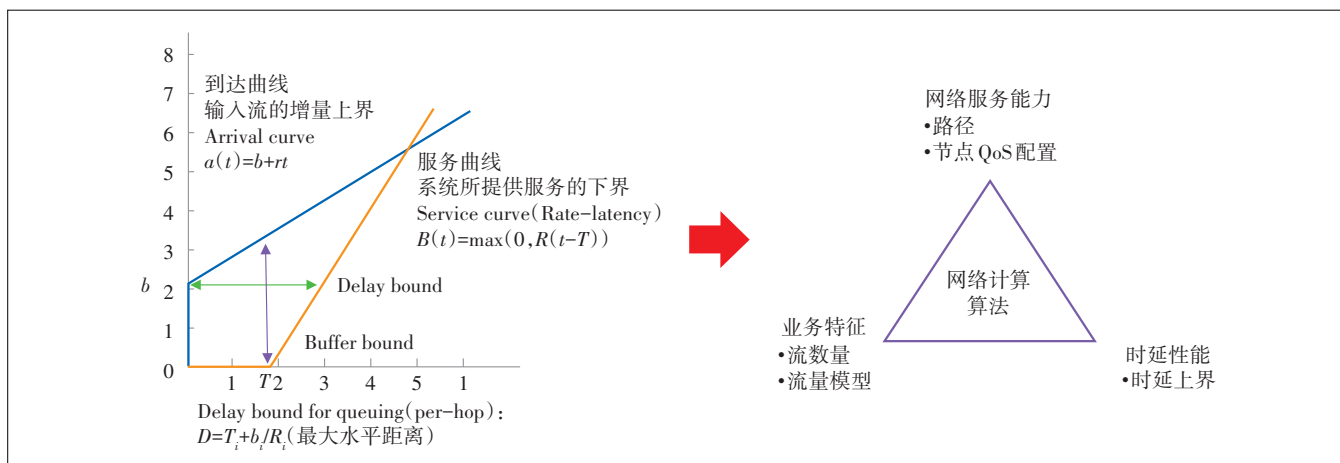 8
7
6
5
4
3
2
1
0
b
到达曲线
输入流的增量上界
Arrival curve
a(t)=b+rt
服务曲线
系统所提供服务的下界
Service curve(Rate-latency)
B(t)=max(0,R(t-T))
Delay bound
Buffer bound
1 T 2 3 4 5 1
Delay bound for queuing(per-hop)：
D=Ti+bi/Ri(最大水平距离)
网络服务能力
•路径
•节点QoS配置
网络计算
算法
业务特征
•流数量
•流量模型
时延性能
•时延上界